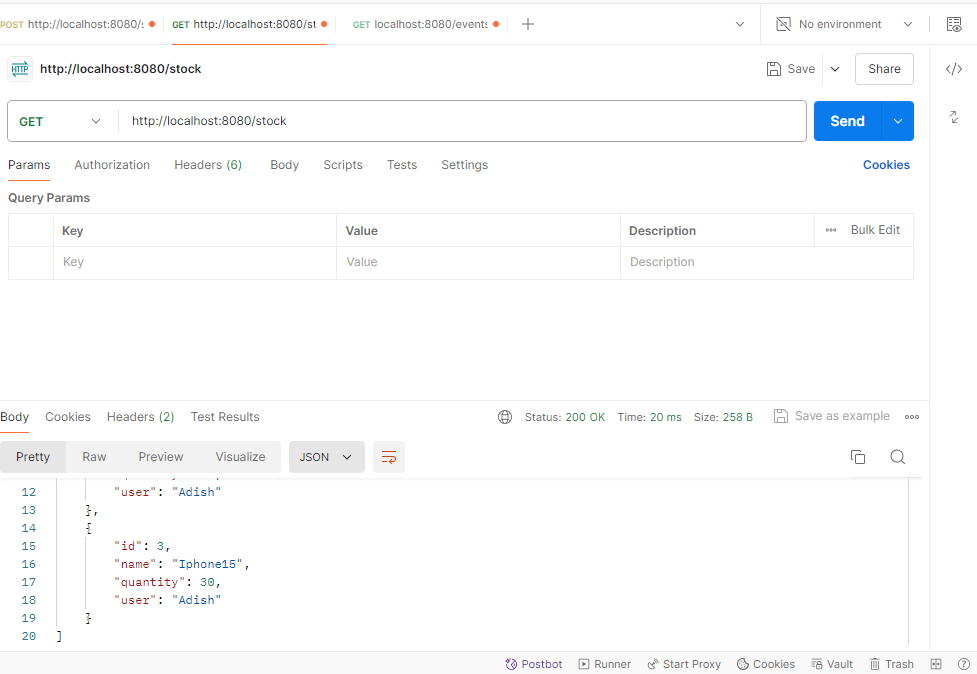 POST http://localhost:8080/s GET http://localhost:8080/st GET localhost:8080/events No environment
HTTP http://localhost:8080/stock Save Share
GET http://localhost:8080/stock Send
Params Authorization Headers (6) Body Scripts Tests Settings Cookies
Query Params
Key Value Description Bulk Edit
Key Value Description
Body Cookies Headers (2) Test Results Status: 200 OK Time: 20 ms Size: 258 B Save as example
Pretty Raw Preview Visualize JSON
12 "user": "Adish"
13 },
14 {
15 "id": 3,
16 "name": "Iphone15",
17 "quantity": 30,
18 "user": "Adish"
19 }
20 ]
Postbot Runner Start Proxy Cookies Vault Trash